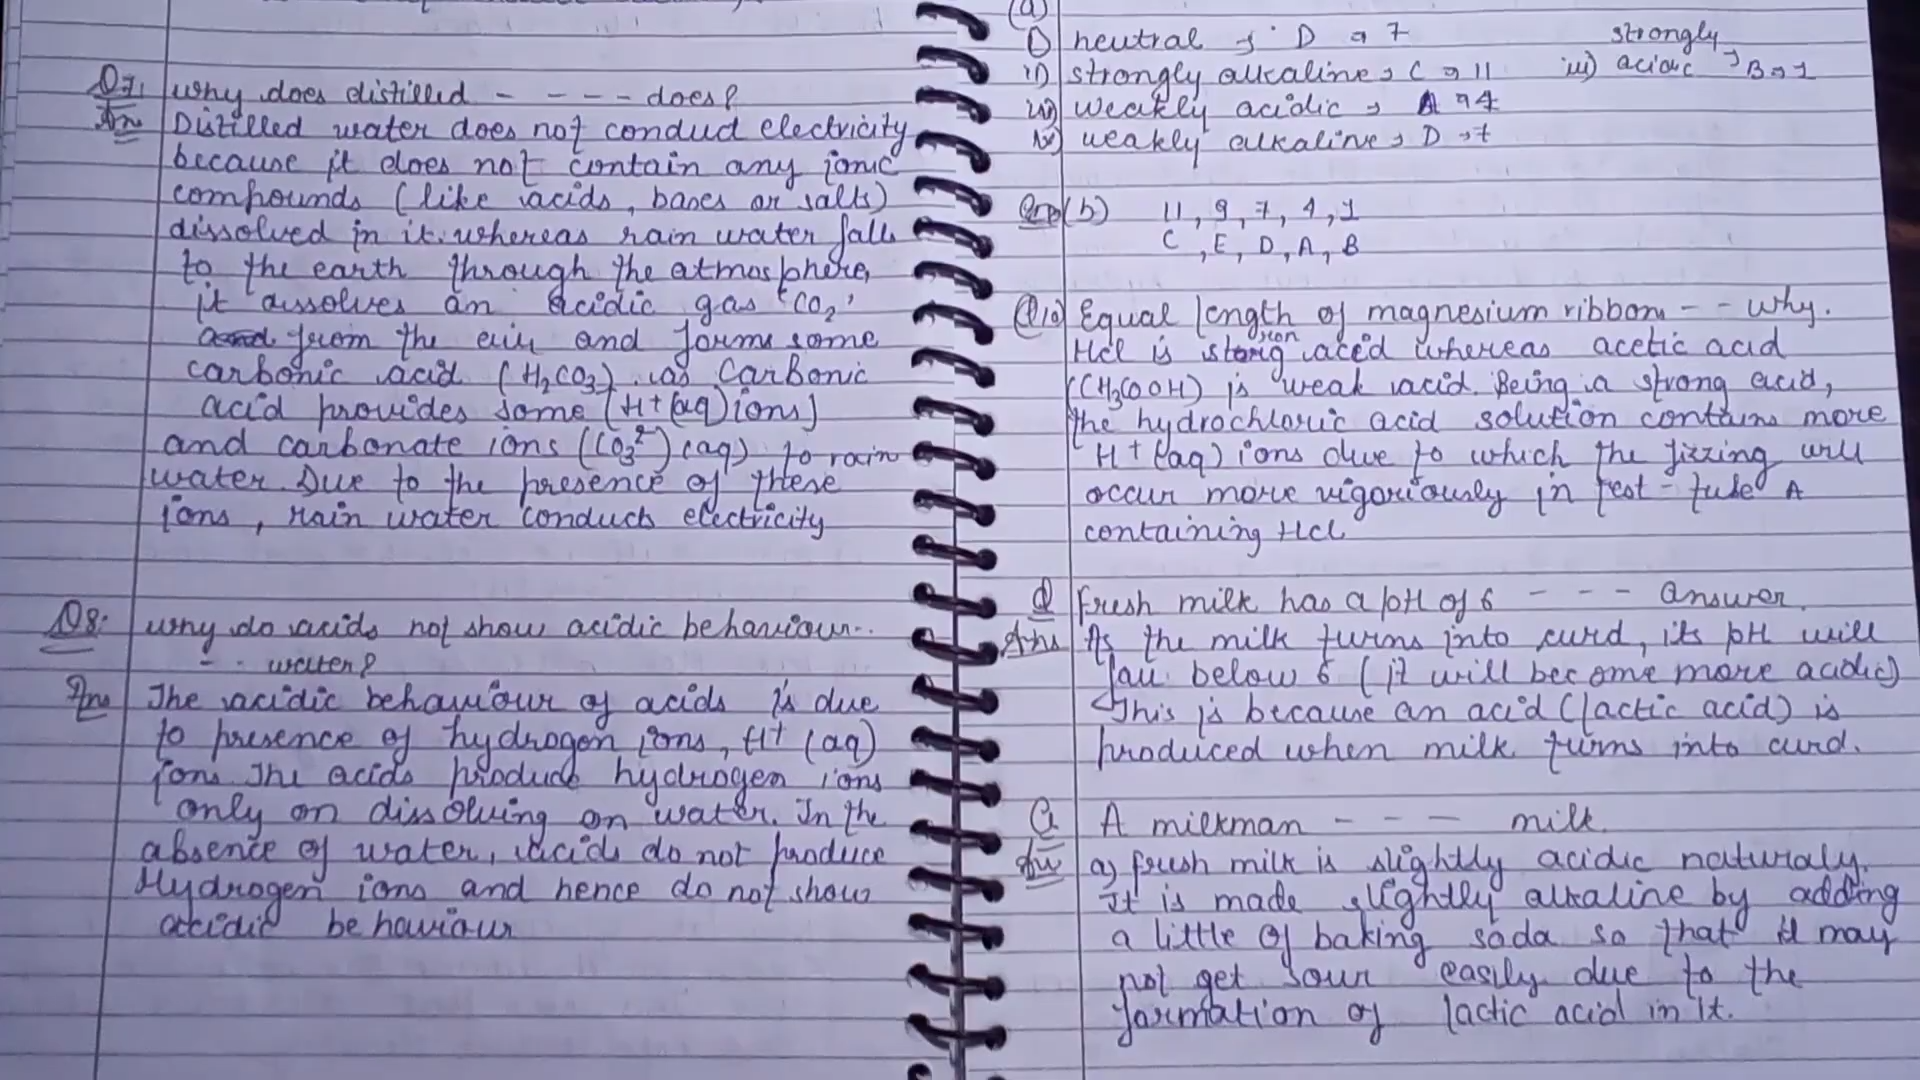 Q7. Why does distilled - - - - does?
Ans Distilled water does not conduct electricity
because it does not contain any ionic
compounds (like acids, bases or salts)
dissolved in it. whereas rain water falls
to the earth through the atmosphere,
it dissolves an acidic gas 'CO2'
from the air and forms some
carbonic acid (H2CO3). as Carbonic
acid provides some [H+(aq) ions]
and carbonate ions (CO3²⁻) (aq) to rain
water. Due to the presence of these
ions, rain water conducts electricity
Q8. why do acids not show acidic behaviour..
- - water?
Ans The acidic behaviour of acids is due
to presence of hydrogen ions, H+ (aq)
ions. The acids produce hydrogen ions
only on dissolving on water. In the
absence of water, acids do not produce
Hydrogen ions and hence do not show
acidic behaviour
(a)
i) neutral → D → 7 strongly
ii) strongly alkaline → C → 11 iii) acidic → B → 1
iv) weakly acidic → A → 4
v) weakly alkaline → D → 7
(b) 11, 9, 7, 4, 1
C, E, D, A, B
Q10 Equal length of magnesium ribbons - - why.
Hcl is strong acid whereas acetic acid
(CH3COOH) is weak acid. Being a strong acid,
the hydrochloric acid solution contains more
H+ (aq) ions due to which the fizzing will
occur more vigoriously in test-tube A
containing Hcl
Q Fresh milk has a pH of 6 - - - answer.
Ans As the milk turns into curd, its pH will
fall below 6 (it will become more acidic)
This is because an acid (lactic acid) is
produced when milk turns into curd.
Q A milkman - - - milk.
Ans a) fresh milk is slightly acidic naturaly.
It is made slightly alkaline by adding
a little of baking soda so that it may
not get sour easily due to the
formation of lactic acid in it.